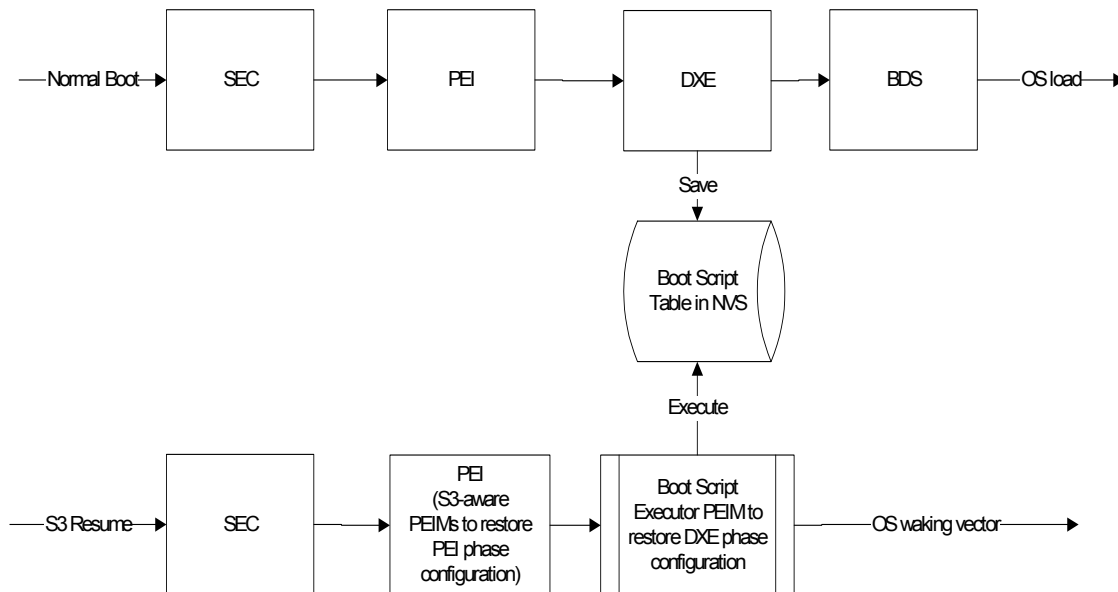 Normal Boot
SEC
PEI
DXE
BDS
OS load
Save
Boot Script
Table in NVS
Execute
S3 Resume
SEC
PEI
(S3-aware
PEIMs to restore
PEI phase
configuration)
Boot Script
Executor PEIM to
restore DXE phase
configuration
OS waking vector